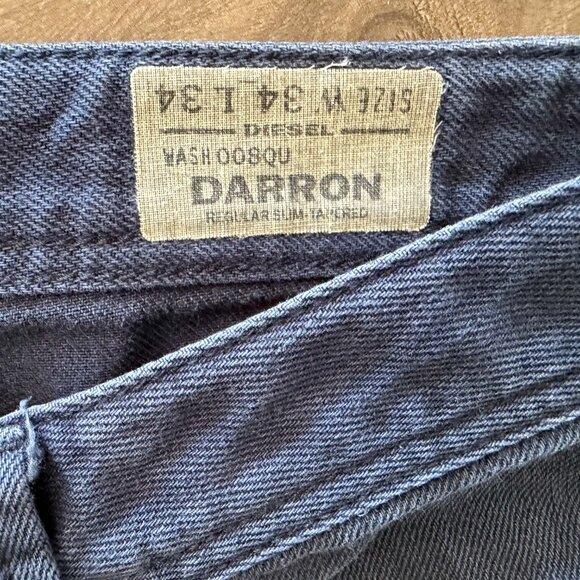 SIZE W. 34 L 34
DIESEL
WASH 008QU
DARRON
REGULAR SLIM-TAPERED